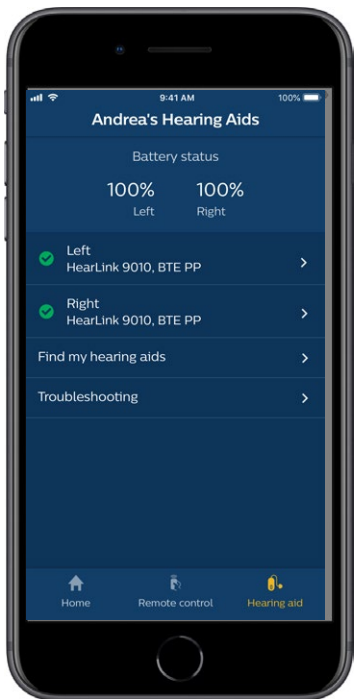 9:41 AM
100%
Andrea's Hearing Aids
Battery status
100% 100%
Left Right
Left
HearLink 9010, BTE PP
Right
HearLink 9010, BTE PP
Find my hearing aids
Troubleshooting
Home Remote control Hearing aid